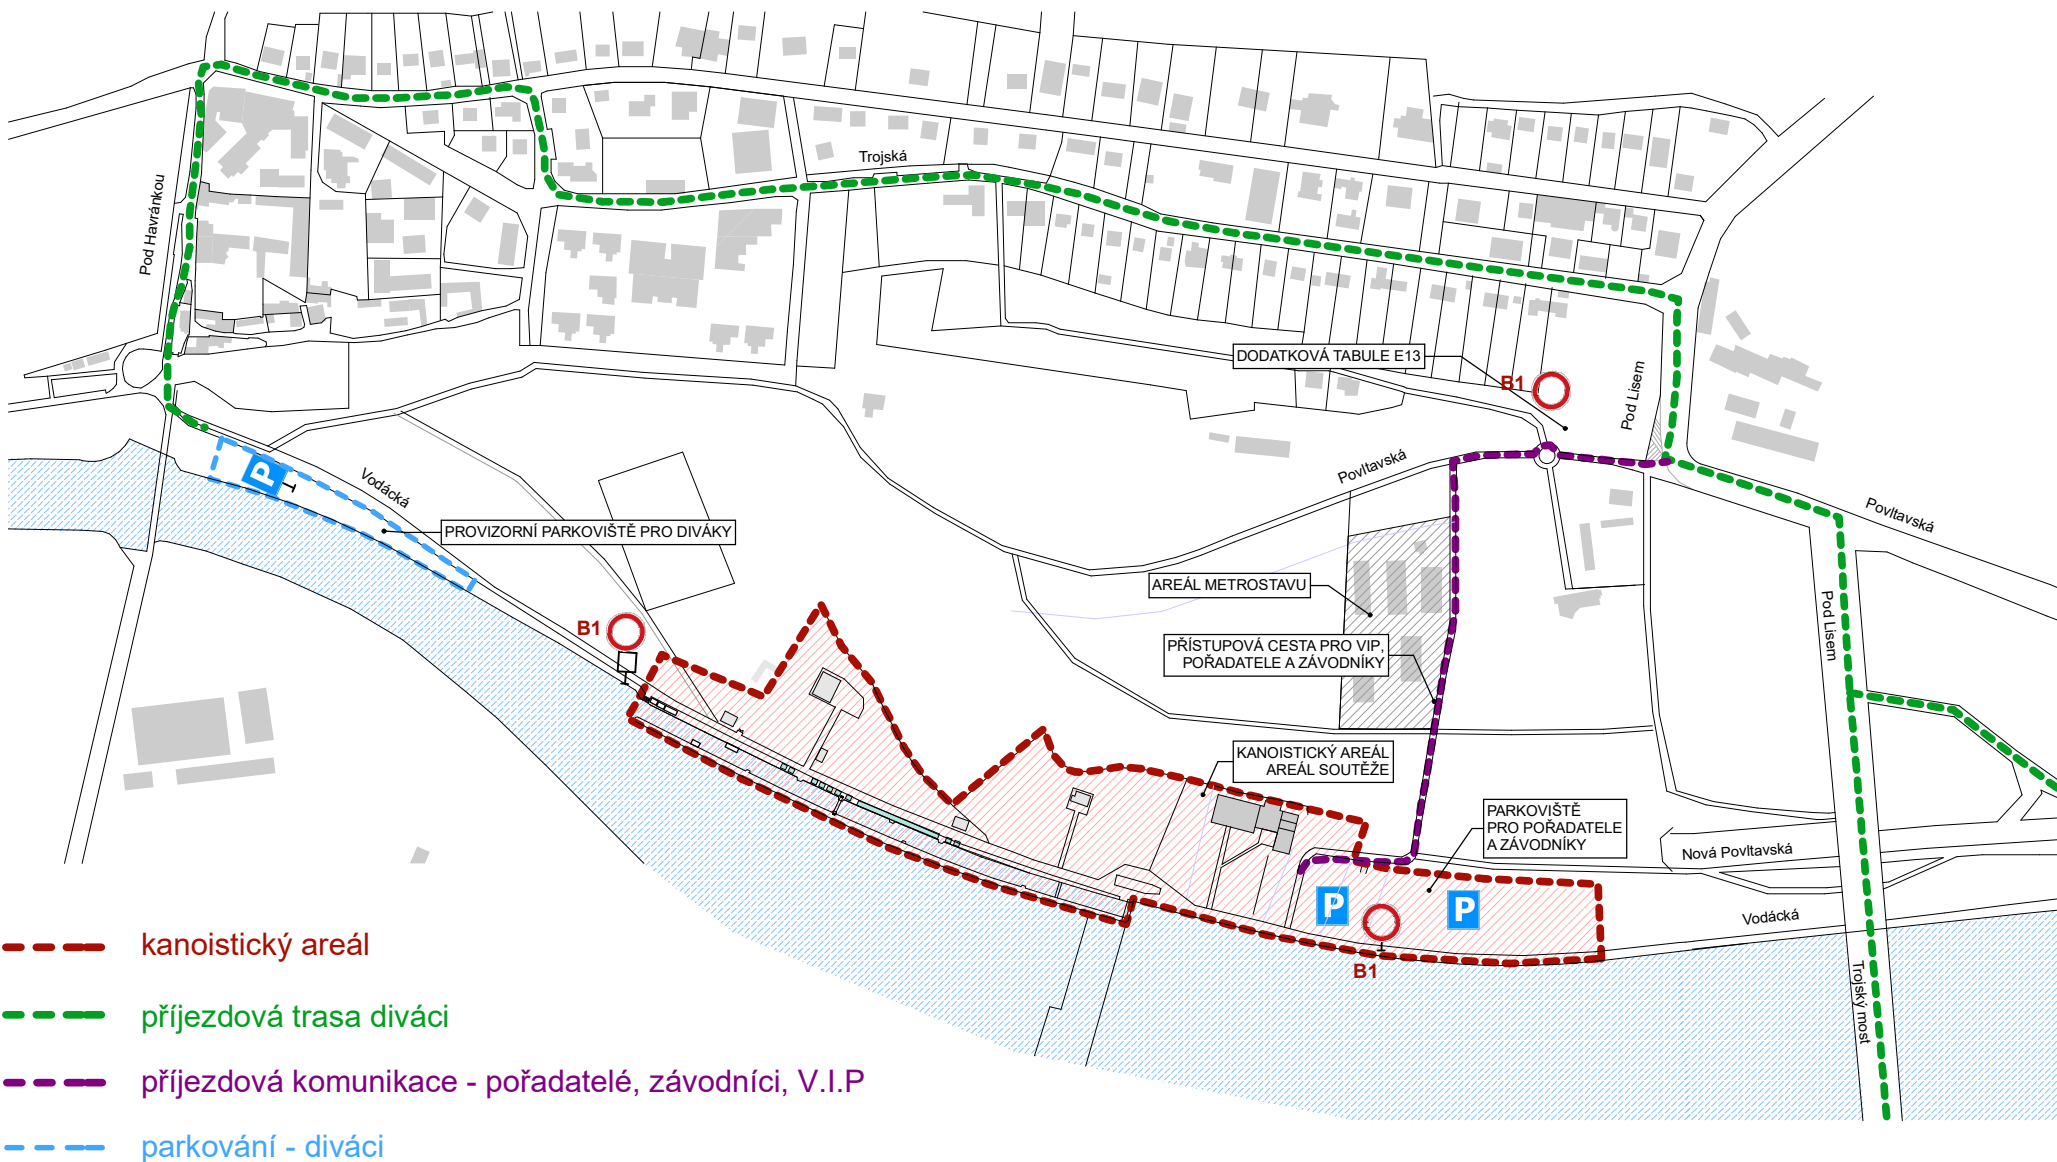 Trojská
Pod Havránkou
DODATKOVÁ TABULE E13
B1
Pod Lisem
Povltavská
Vodácká
P
Povltavská
PROVIZORNÍ PARKOVIŠTĚ PRO DIVÁKY
AREÁL METROSTAVU
B1
Pod Lisem
PŘÍSTUPOVÁ CESTA PRO VIP,
POŘADATELE A ZÁVODNÍKY
KANOISTICKÝ AREÁL
AREÁL SOUTĚŽE
PARKOVIŠTĚ
PRO POŘADATELE
A ZÁVODNÍKY
Nová Povltavská
P
P
Vodácká
B1
Trojský most
kanoistický areál
příjezdová trasa diváci
příjezdová komunikace - pořadatelé, závodníci, V.I.P
parkování - diváci